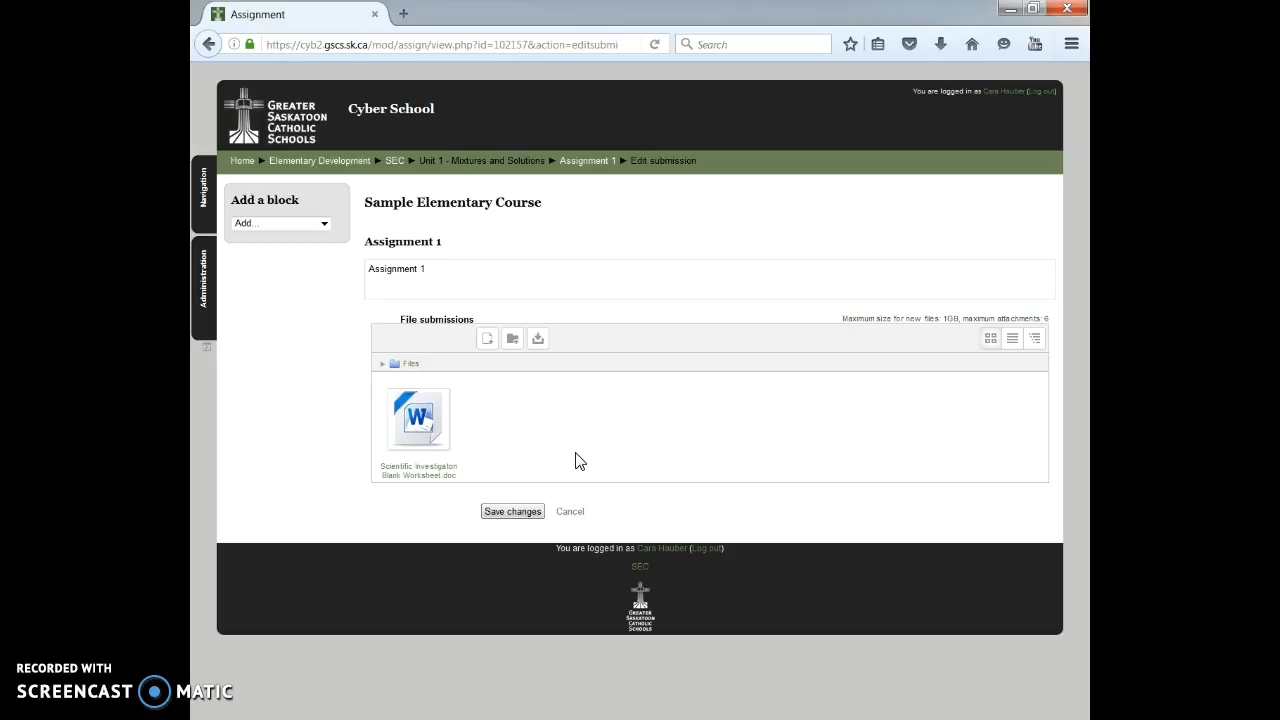 Assignment
https://cyb2.gscs.sk.ca/mod/assign/view.php?id=102157&action=editsubmi
Search
You
Tube
GREATER
SASKATOON
CATHOLIC
SCHOOLS
Cyber School
You are logged in as Cara Hauber (Log out)
Home ► Elementary Development ► SEC ► Unit 1 - Mixtures and Solutions ► Assignment 1 ► Edit submission
Navigation
Administration
Add a block
Add...
Sample Elementary Course
Assignment 1
Assignment 1
File submissions
Maximum size for new files: 1GB, maximum attachments: 6
Files
W
Scientific Investigaton
Blank Worksheet.doc
Save changes
Cancel
You are logged in as Cara Hauber (Log out)
SEC
GREATER
SASKATOON
CATHOLIC
SCHOOLS
RECORDED WITH
SCREENCAST MATIC